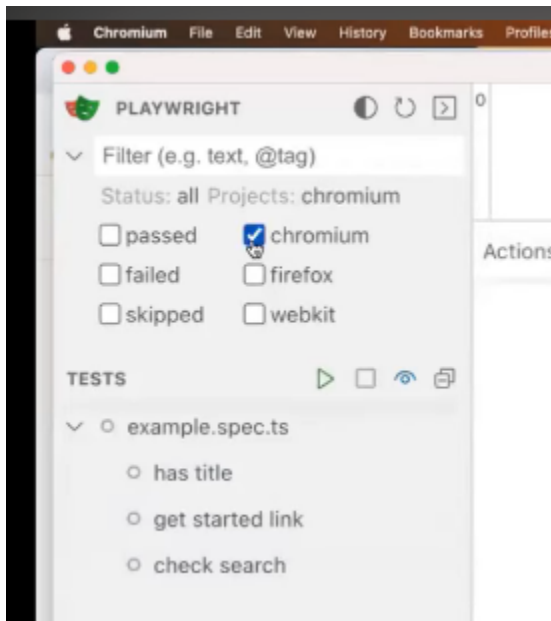 Chromium File Edit View History Bookmarks Profiles
PLAYWRIGHT
0
Filter (e.g. text, @tag)
Status: all Projects: chromium
passed chromium
Actions
failed firefox
skipped webkit
TESTS
example.spec.ts
has title
get started link
check search